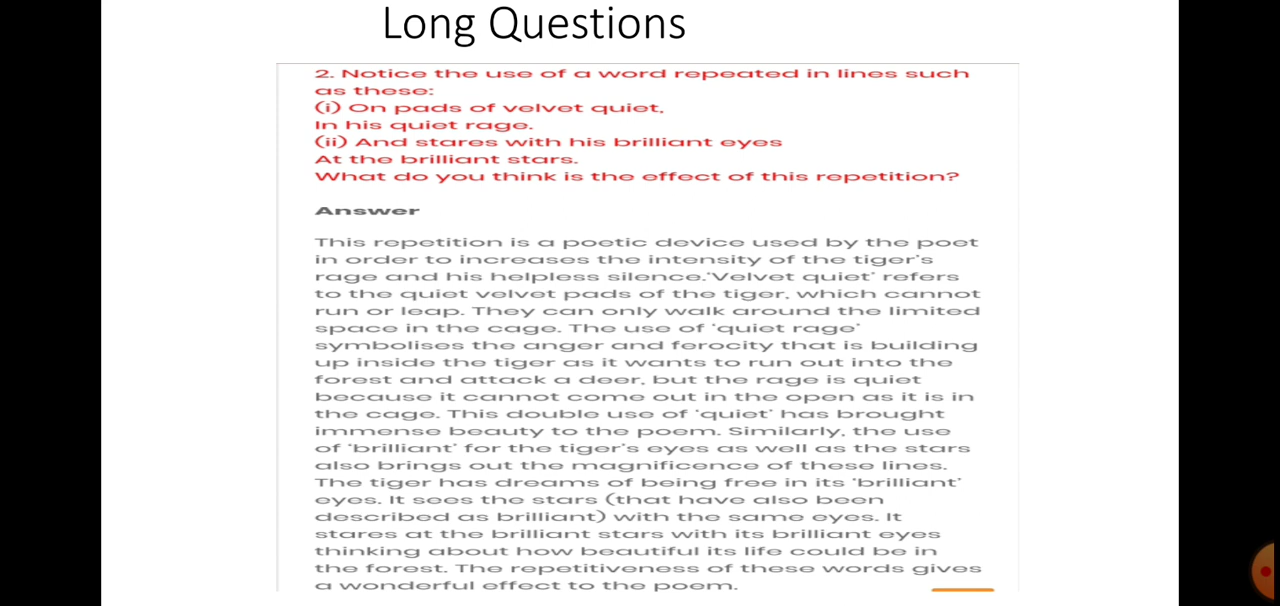 Long Questions
2. Notice the use of a word repeated in lines such
as these:
(i) On pads of velvet quiet,
In his quiet rage.
(ii) And stares with his brilliant eyes
At the brilliant stars.
What do you think is the effect of this repetition?
Answer
This repetition is a poetic device used by the poet
in order to increases the intensity of the tiger's
rage and his helpless silence.'Velvet quiet' refers
to the quiet velvet pads of the tiger, which cannot
run or leap. They can only walk around the limited
space in the cage. The use of 'quiet rage'
symbolises the anger and ferocity that is building
up inside the tiger as it wants to run out into the
forest and attack a deer, but the rage is quiet
because it cannot come out in the open as it is in
the cage. This double use of 'quiet' has brought
immense beauty to the poem. Similarly, the use
of 'brilliant' for the tiger's eyes as well as the stars
also brings out the magnificence of these lines.
The tiger has dreams of being free in its 'brilliant'
eyes. It sees the stars (that have also been
described as brilliant) with the same eyes. It
stares at the brilliant stars with its brilliant eyes
thinking about how beautiful its life could be in
the forest. The repetitiveness of these words gives
a wonderful effect to the poem.